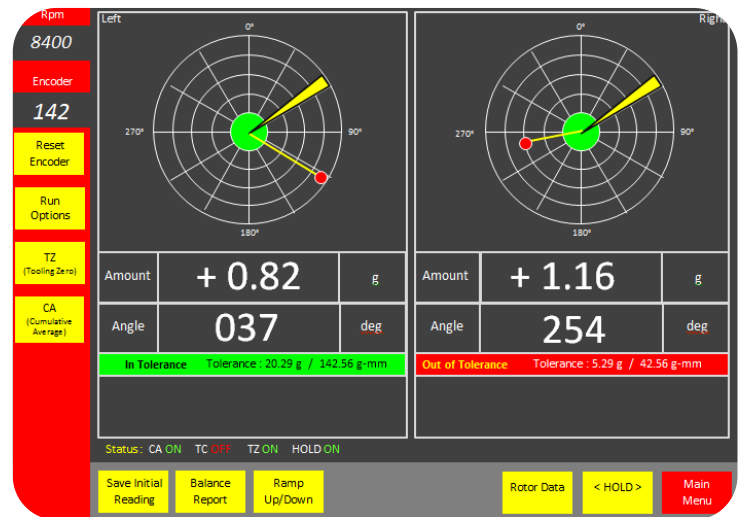 Rpm
8400
Encoder
142
Reset
Encoder
Run
Options
TZ
(Tooling Zero)
CA
(Cumulative
Average)
Left
0°
270°
90°
180°
Amount
+ 0.82
g
Angle
037
deg
In Tolerance Tolerance : 20.29 g / 142.56 g-mm
Right
0°
270°
90°
180°
Amount
+ 1.16
g
Angle
254
deg
Out of Tolerance Tolerance : 5.29 g / 42.56 g-mm
Status : CA ON TC OFF TZ ON HOLD ON
Save Initial
Reading
Balance
Report
Ramp
Up/Down
Rotor Data
< HOLD >
Main
Menu